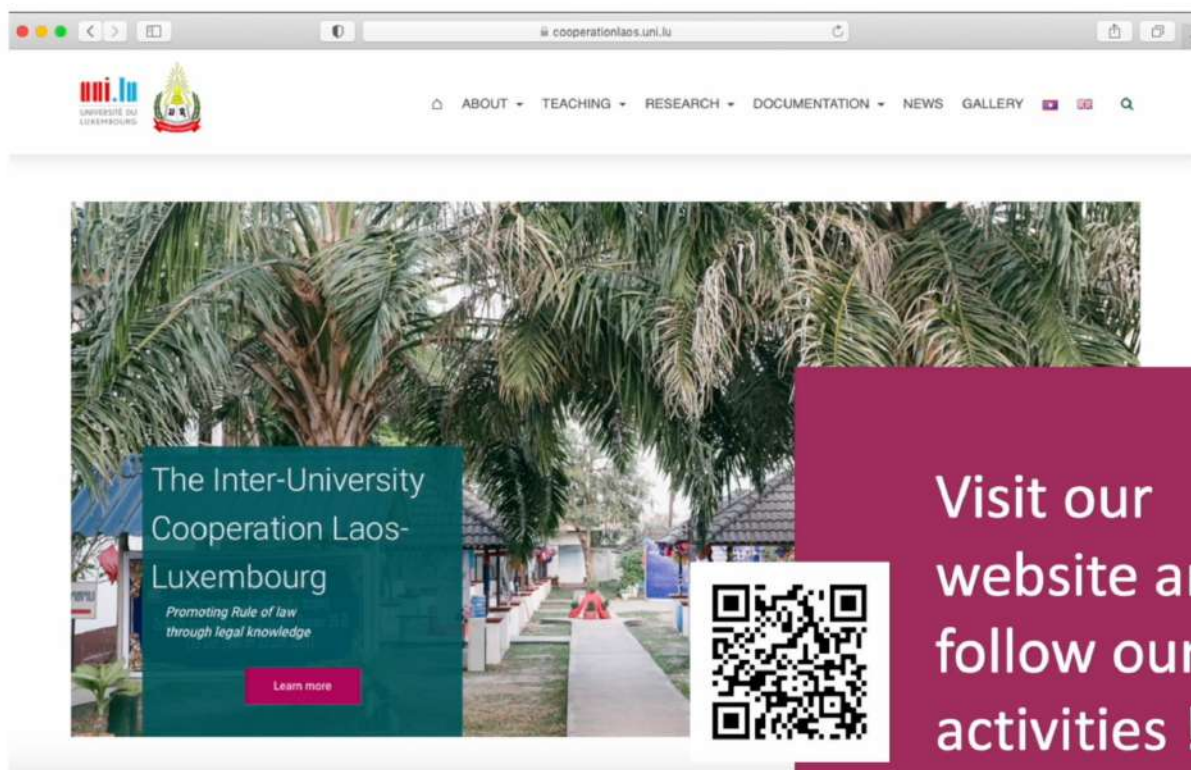 cooperationlaos.uni.lu
uni.lu
UNIVERSITÉ DU
LUXEMBOURG
ABOUT TEACHING RESEARCH DOCUMENTATION NEWS GALLERY
The Inter-University
Cooperation Laos-
Luxembourg
Promoting Rule of law
through legal knowledge
Learn more
Visit our
website a
follow our
activities !